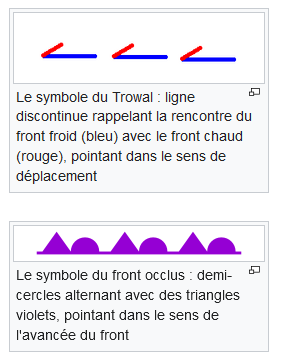 Le symbole du Trowal : ligne
discontinue rappelant la rencontre du
front froid (bleu) avec le front chaud
(rouge), pointant dans le sens de
déplacement
Le symbole du front occlus : demi-
cercles alternant avec des triangles
violets, pointant dans le sens de
l'avancée du front